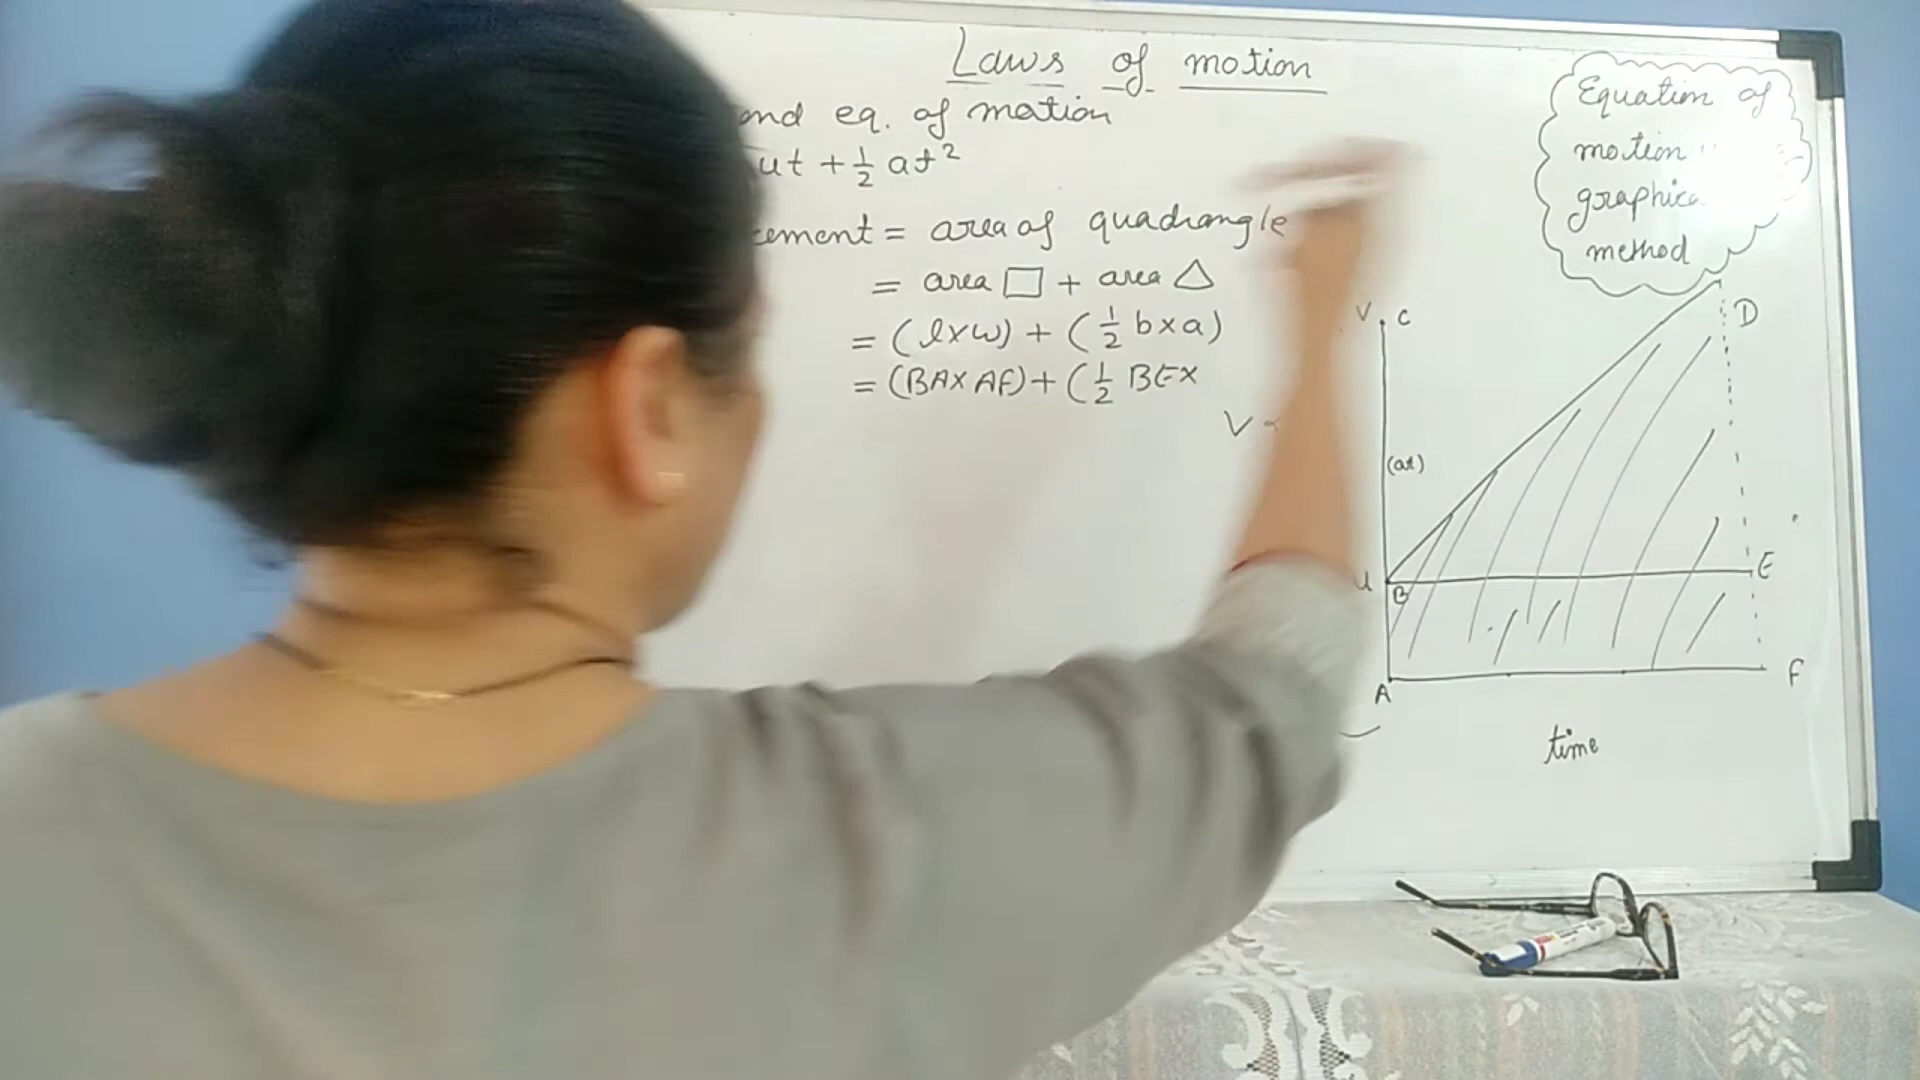 Laws of motion
ond eq. of motion
ut + 1/2 at²
cement = area of quadrangle
= area □ + area △
= (l×w) + (1/2 b×a)
= (BA× AF) + (1/2 BE×
Equation of
motion
graphica
method
V
V C
D
(at)
u
B
E
A
F
time